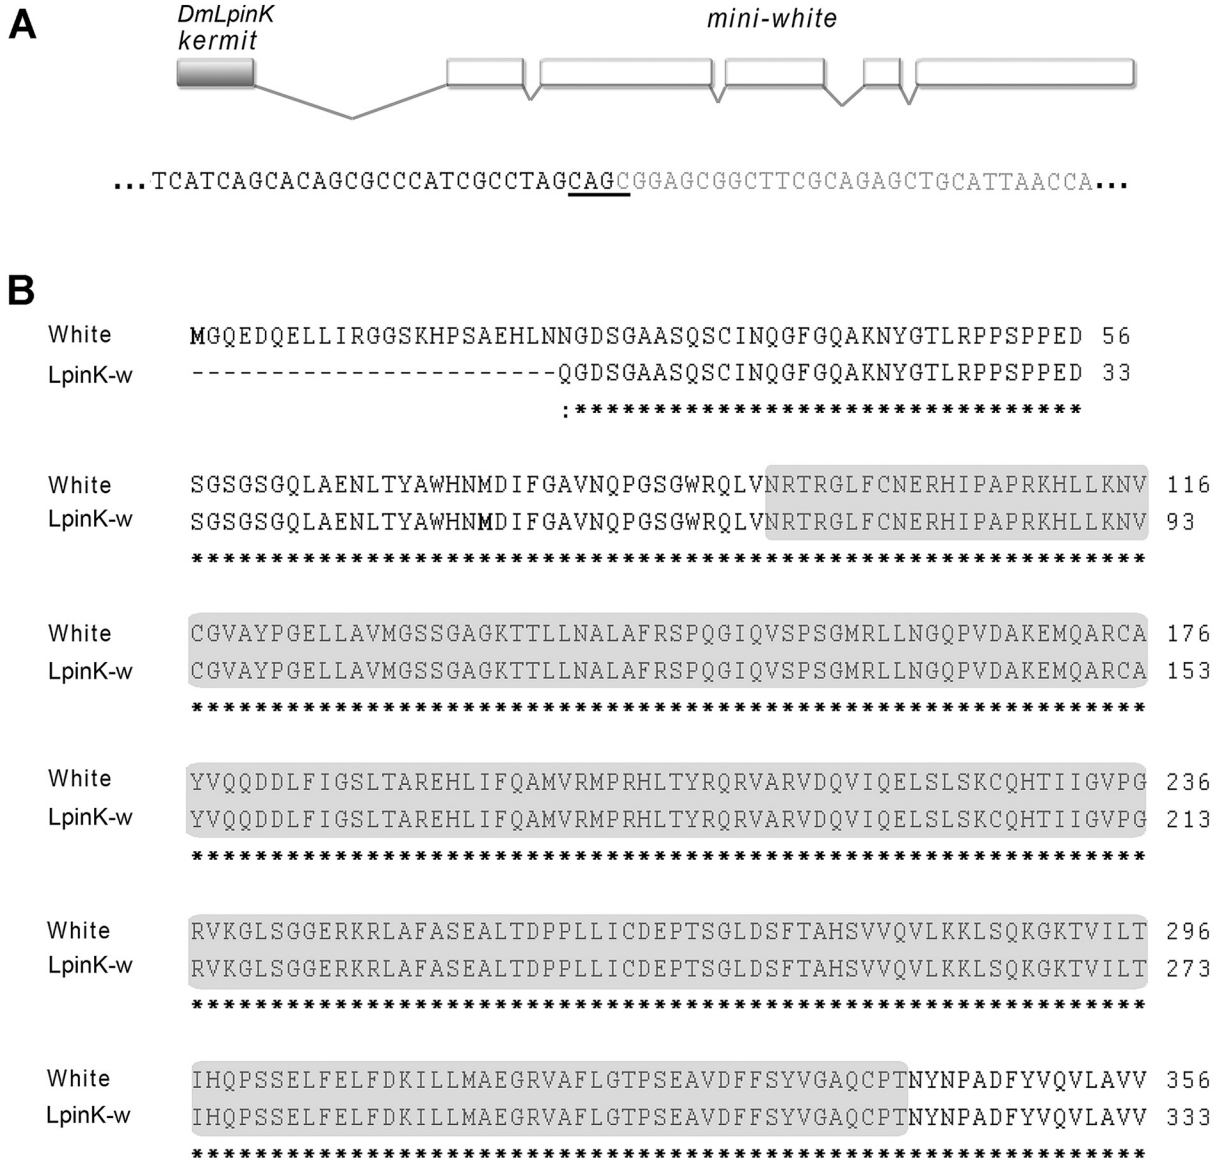 A
DmLpinK
kermit
mini-white
...TCATCAGCACAGCGCCCATCGCCTAGCAGCGGAGCGGCTTCGCAGAGCTGCATTAACCA...
B
White MGQEDQELLIRGGSKHPSAEHLNNGDSGAASQSCINQGFGQAKNYGTLRPPSPPED 56
LpinK-w -----------------------QGDSGAASQSCINQGFGQAKNYGTLRPPSPPED 33
:********************************
White SGSGSGQLAENLTYAWHNMDIFGAVNQPGSGWRQLVNRTRGLFCNERHIPAPRKHLLKNV 116
LpinK-w SGSGSGQLAENLTYAWHNMDIFGAVNQPGSGWRQLVNRTRGLFCNERHIPAPRKHLLKNV 93
************************************************************
White CGVAYPGELLAVMGSSGAGKTTLLNALAFRSPQGIQVSPSGMRLLNGQPVDAKEMQARCA 176
LpinK-w CGVAYPGELLAVMGSSGAGKTTLLNALAFRSPQGIQVSPSGMRLLNGQPVDAKEMQARCA 153
************************************************************
White YVQQDDLFIGSLTAREHLIFQAMVRMPRHLTYRQRVARVDQVIQELSLSKCQHTIIGVPG 236
LpinK-w YVQQDDLFIGSLTAREHLIFQAMVRMPRHLTYRQRVARVDQVIQELSLSKCQHTIIGVPG 213
************************************************************
White RVKGLSGGERKRLAFASEALTDPPLLICDEPTSGLDSFTAHSVVQVLKKLSQKGKTVILT 296
LpinK-w RVKGLSGGERKRLAFASEALTDPPLLICDEPTSGLDSFTAHSVVQVLKKLSQKGKTVILT 273
************************************************************
White IHQPSSELFELFDKILLMAEGRVAFLGTPSEAVDFFSYVGAQCPTNYNPADFYVQVLAVV 356
LpinK-w IHQPSSELFELFDKILLMAEGRVAFLGTPSEAVDFFSYVGAQCPTNYNPADFYVQVLAVV 333
************************************************************